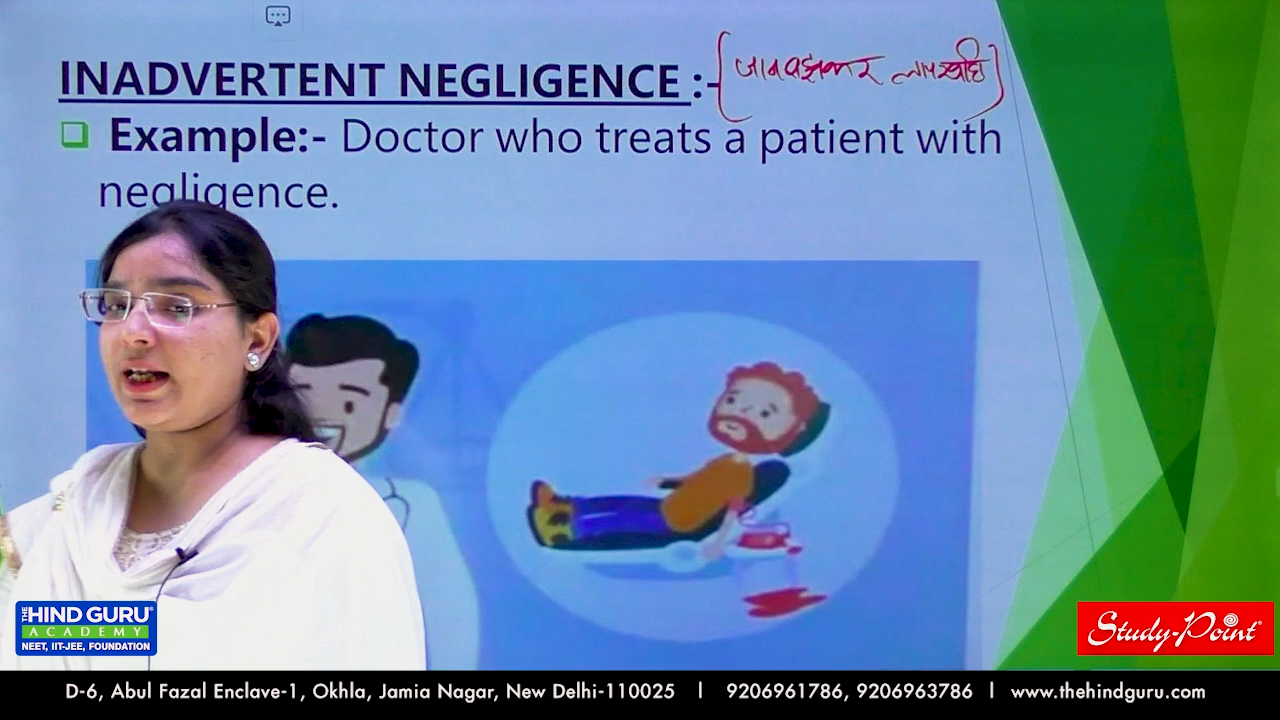 INADVERTENT NEGLIGENCE :- {जानबूझकर लापरवाही}
Example:- Doctor who treats a patient with
negligence.
THE HIND GURU
ACADEMY
NEET, IIT-JEE, FOUNDATION
Study-Point
D-6, Abul Fazal Enclave-1, Okhla, Jamia Nagar, New Delhi-110025 | 9206961786, 9206963786 | www.thehindguru.com